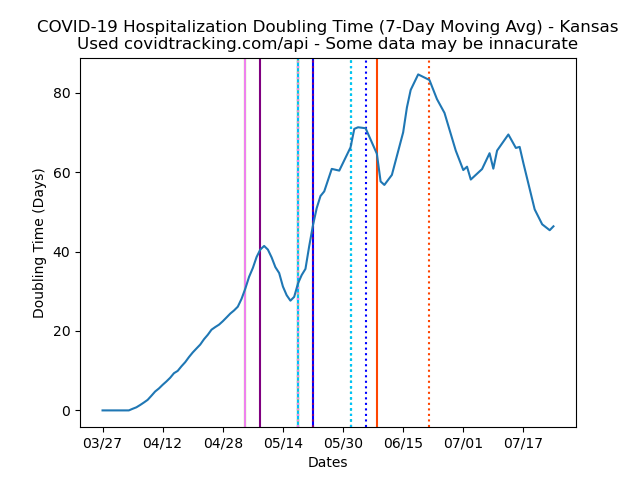 COVID-19 Hospitalization Doubling Time (7-Day Moving Avg) - Kansas
Used covidtracking.com/api - Some data may be innacurate
Doubling Time (Days)
80
60
40
20
0
03/27 04/12 04/28 05/14 05/30 06/15 07/01 07/17
Dates